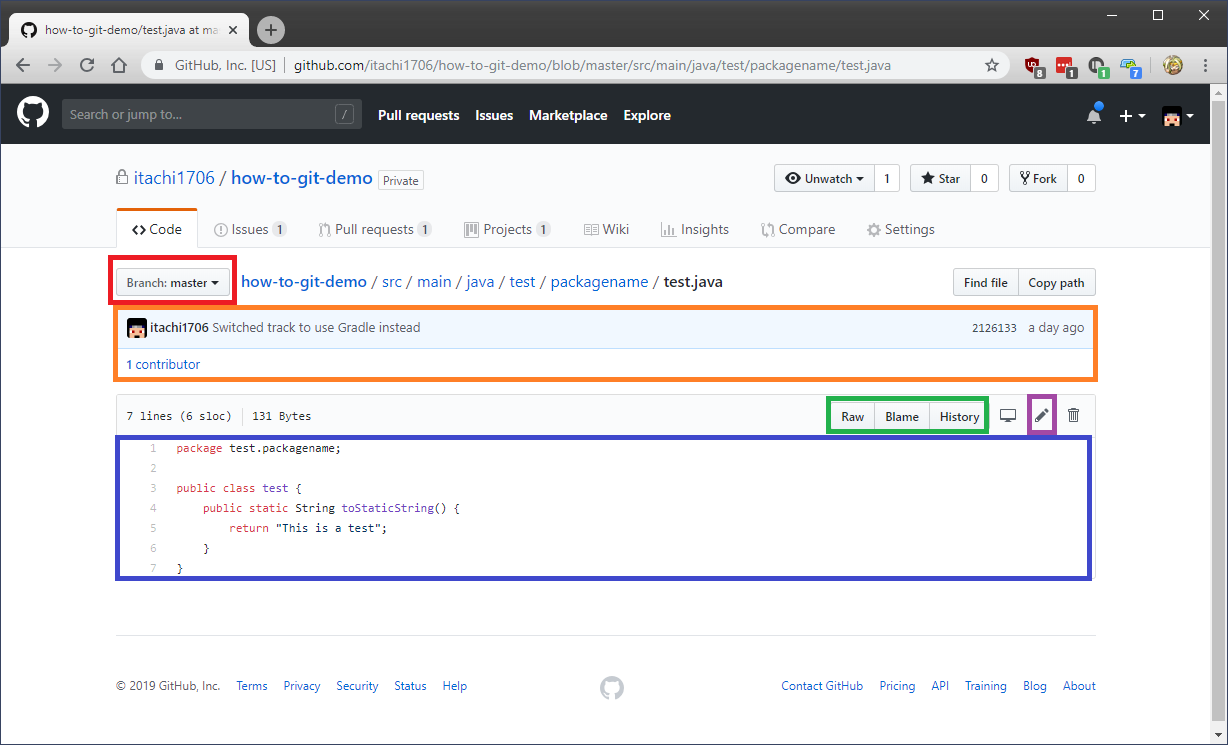 how-to-git-demo/test.java at ma
GitHub, Inc. [US] github.com/itachi1706/how-to-git-demo/blob/master/src/main/java/test/packagename/test.java
8 1 1 7
Search or jump to... / Pull requests Issues Marketplace Explore
itachi1706 / how-to-git-demo Private Unwatch 1 Star 0 Fork 0
Code Issues 1 Pull requests 1 Projects 1 Wiki Insights Compare Settings
Branch: master how-to-git-demo / src / main / java / test / packagename / test.java Find file Copy path
itachi1706 Switched track to use Gradle instead 2126133 a day ago
1 contributor
7 lines (6 sloc) 131 Bytes Raw Blame History
1 package test.packagename;
2
3 public class test {
4 public static String toStaticString() {
5 return "This is a test";
6 }
7 }
© 2019 GitHub, Inc. Terms Privacy Security Status Help Contact GitHub Pricing API Training Blog About